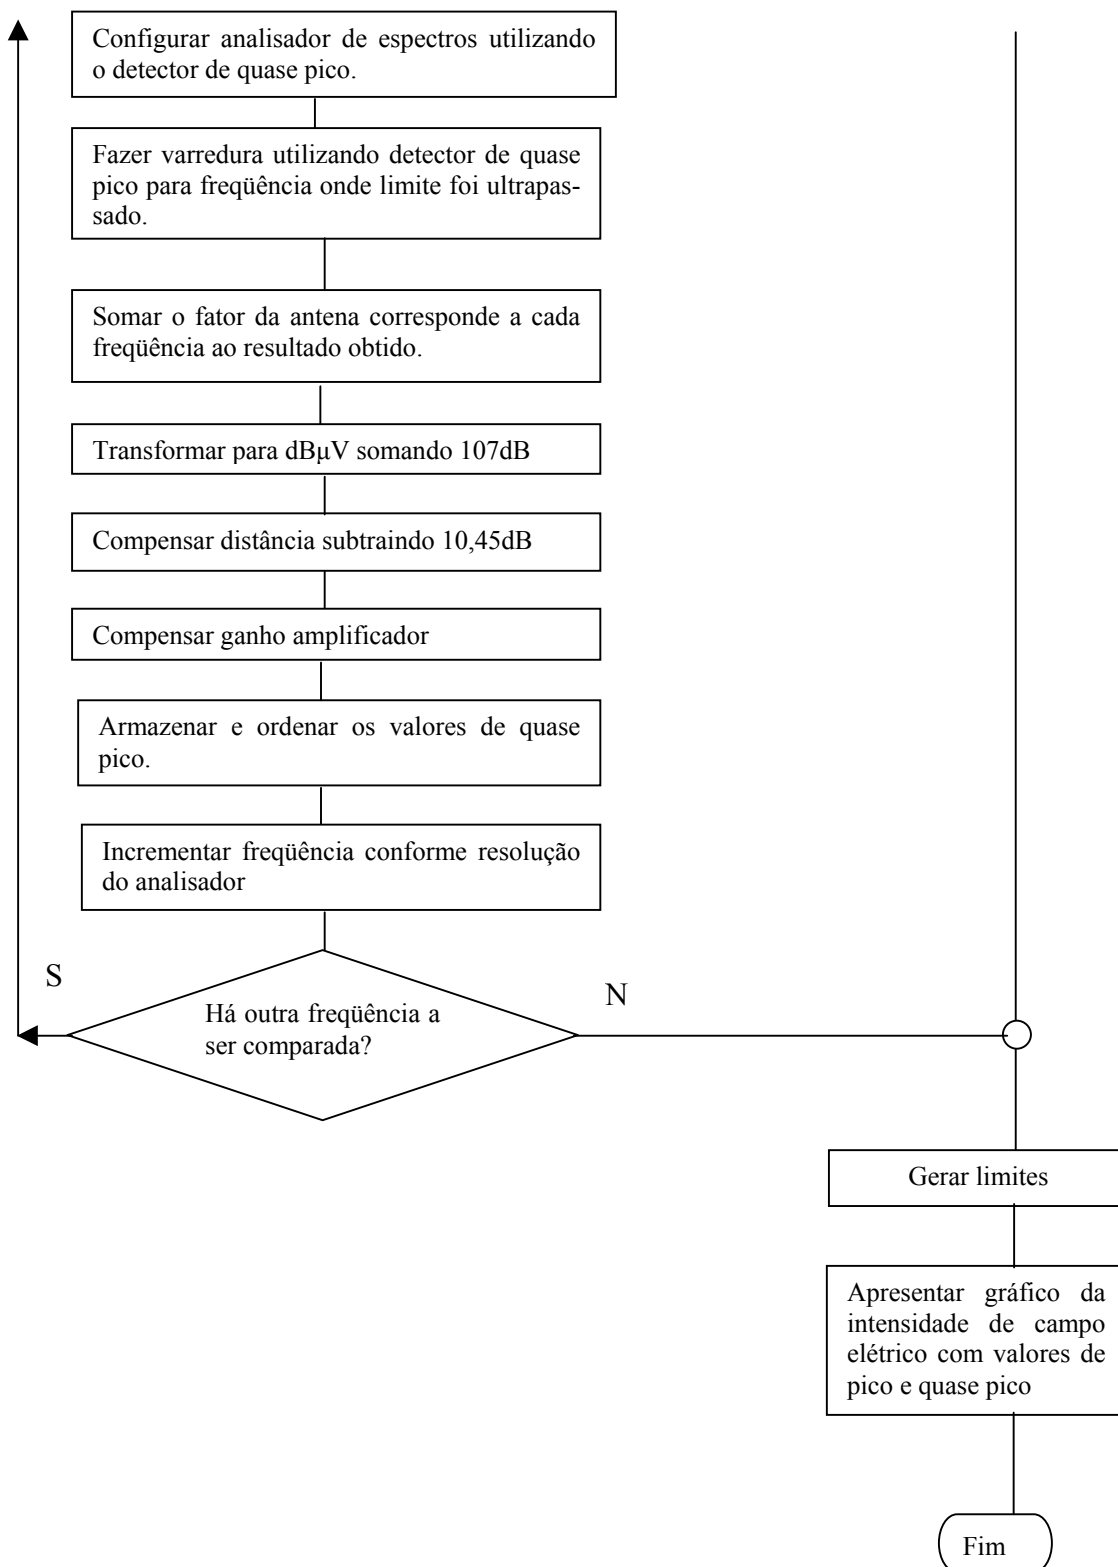 Configurar analisador de espectros utilizando
o detector de quase pico.
Fazer varredura utilizando detector de quase
pico para freqüência onde limite foi ultrapas-
sado.
Somar o fator da antena corresponde a cada
freqüência ao resultado obtido.
Transformar para dBμV somando 107dB
Compensar distância subtraindo 10,45dB
Compensar ganho amplificador
Armazenar e ordenar os valores de quase
pico.
Incrementar freqüência conforme resolução
do analisador
S
N
Há outra freqüência a
ser comparada?
Gerar limites
Apresentar gráfico da
intensidade de campo
elétrico com valores de
pico e quase pico
Fim